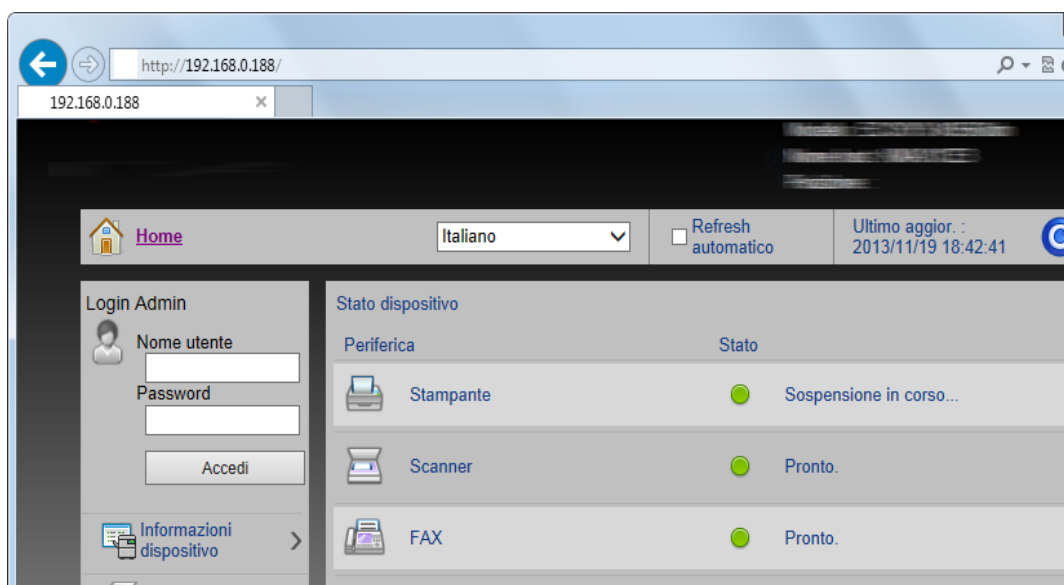 http://192.168.0.188/
192.168.0.188
Home
Italiano
Refresh
automatico
Ultimo aggior. :
2013/11/19 18:42:41
Login Admin
Nome utente
Password
Accedi
Informazioni
dispositivo
Stato dispositivo
Periferica Stato
Stampante Sospensione in corso...
Scanner Pronto.
FAX Pronto.